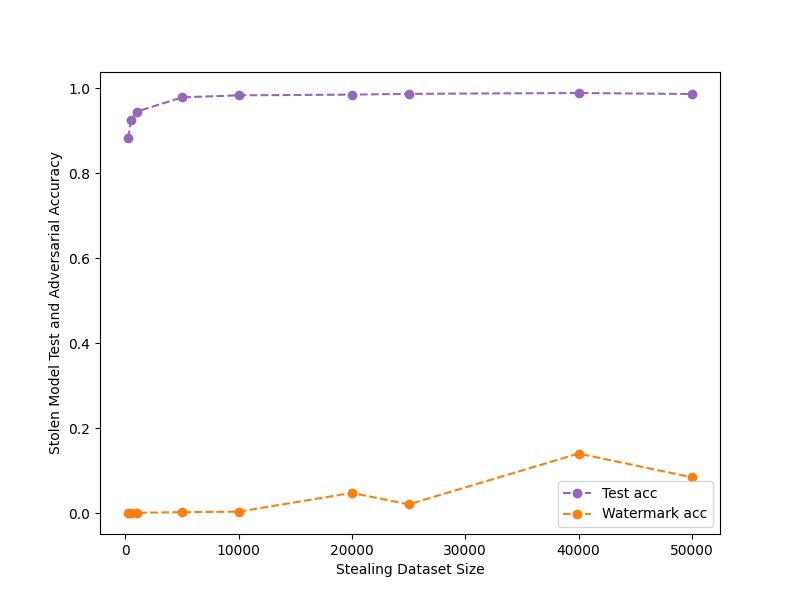 1.0
0.8
0.6
0.4
0.2
0.0
Stolen Model Test and Adversarial Accuracy
Test acc
Watermark acc
0 10000 20000 30000 40000 50000
Stealing Dataset Size